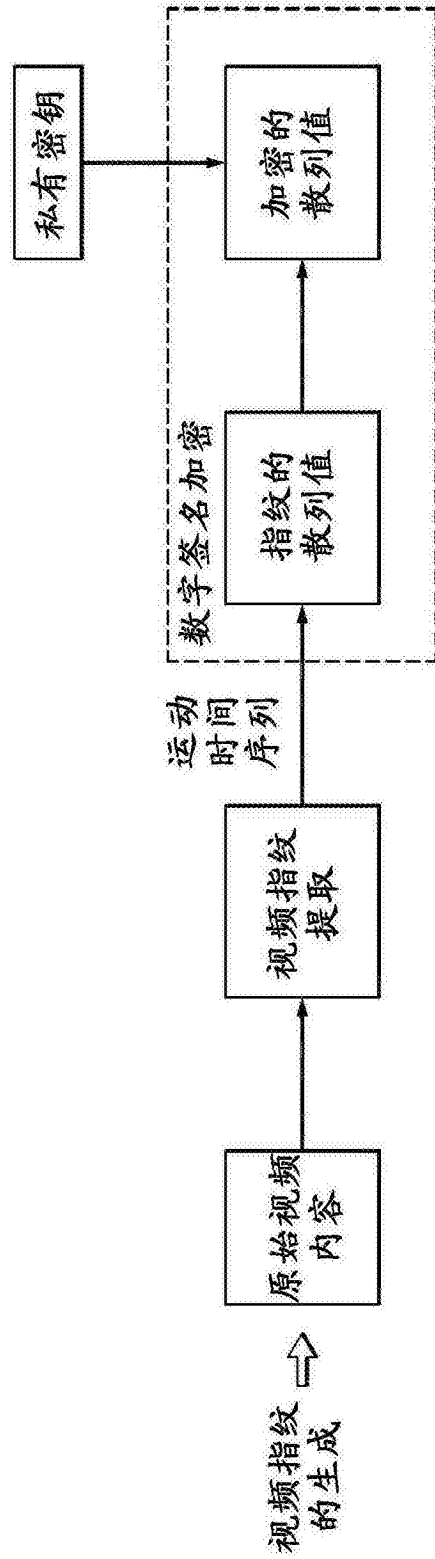 视频指纹
的生成
原始视频
内容
视频指纹
提取
运动
时间
序列
数字签名加密
指纹的
散列值
加密的
散列值
私有密钥